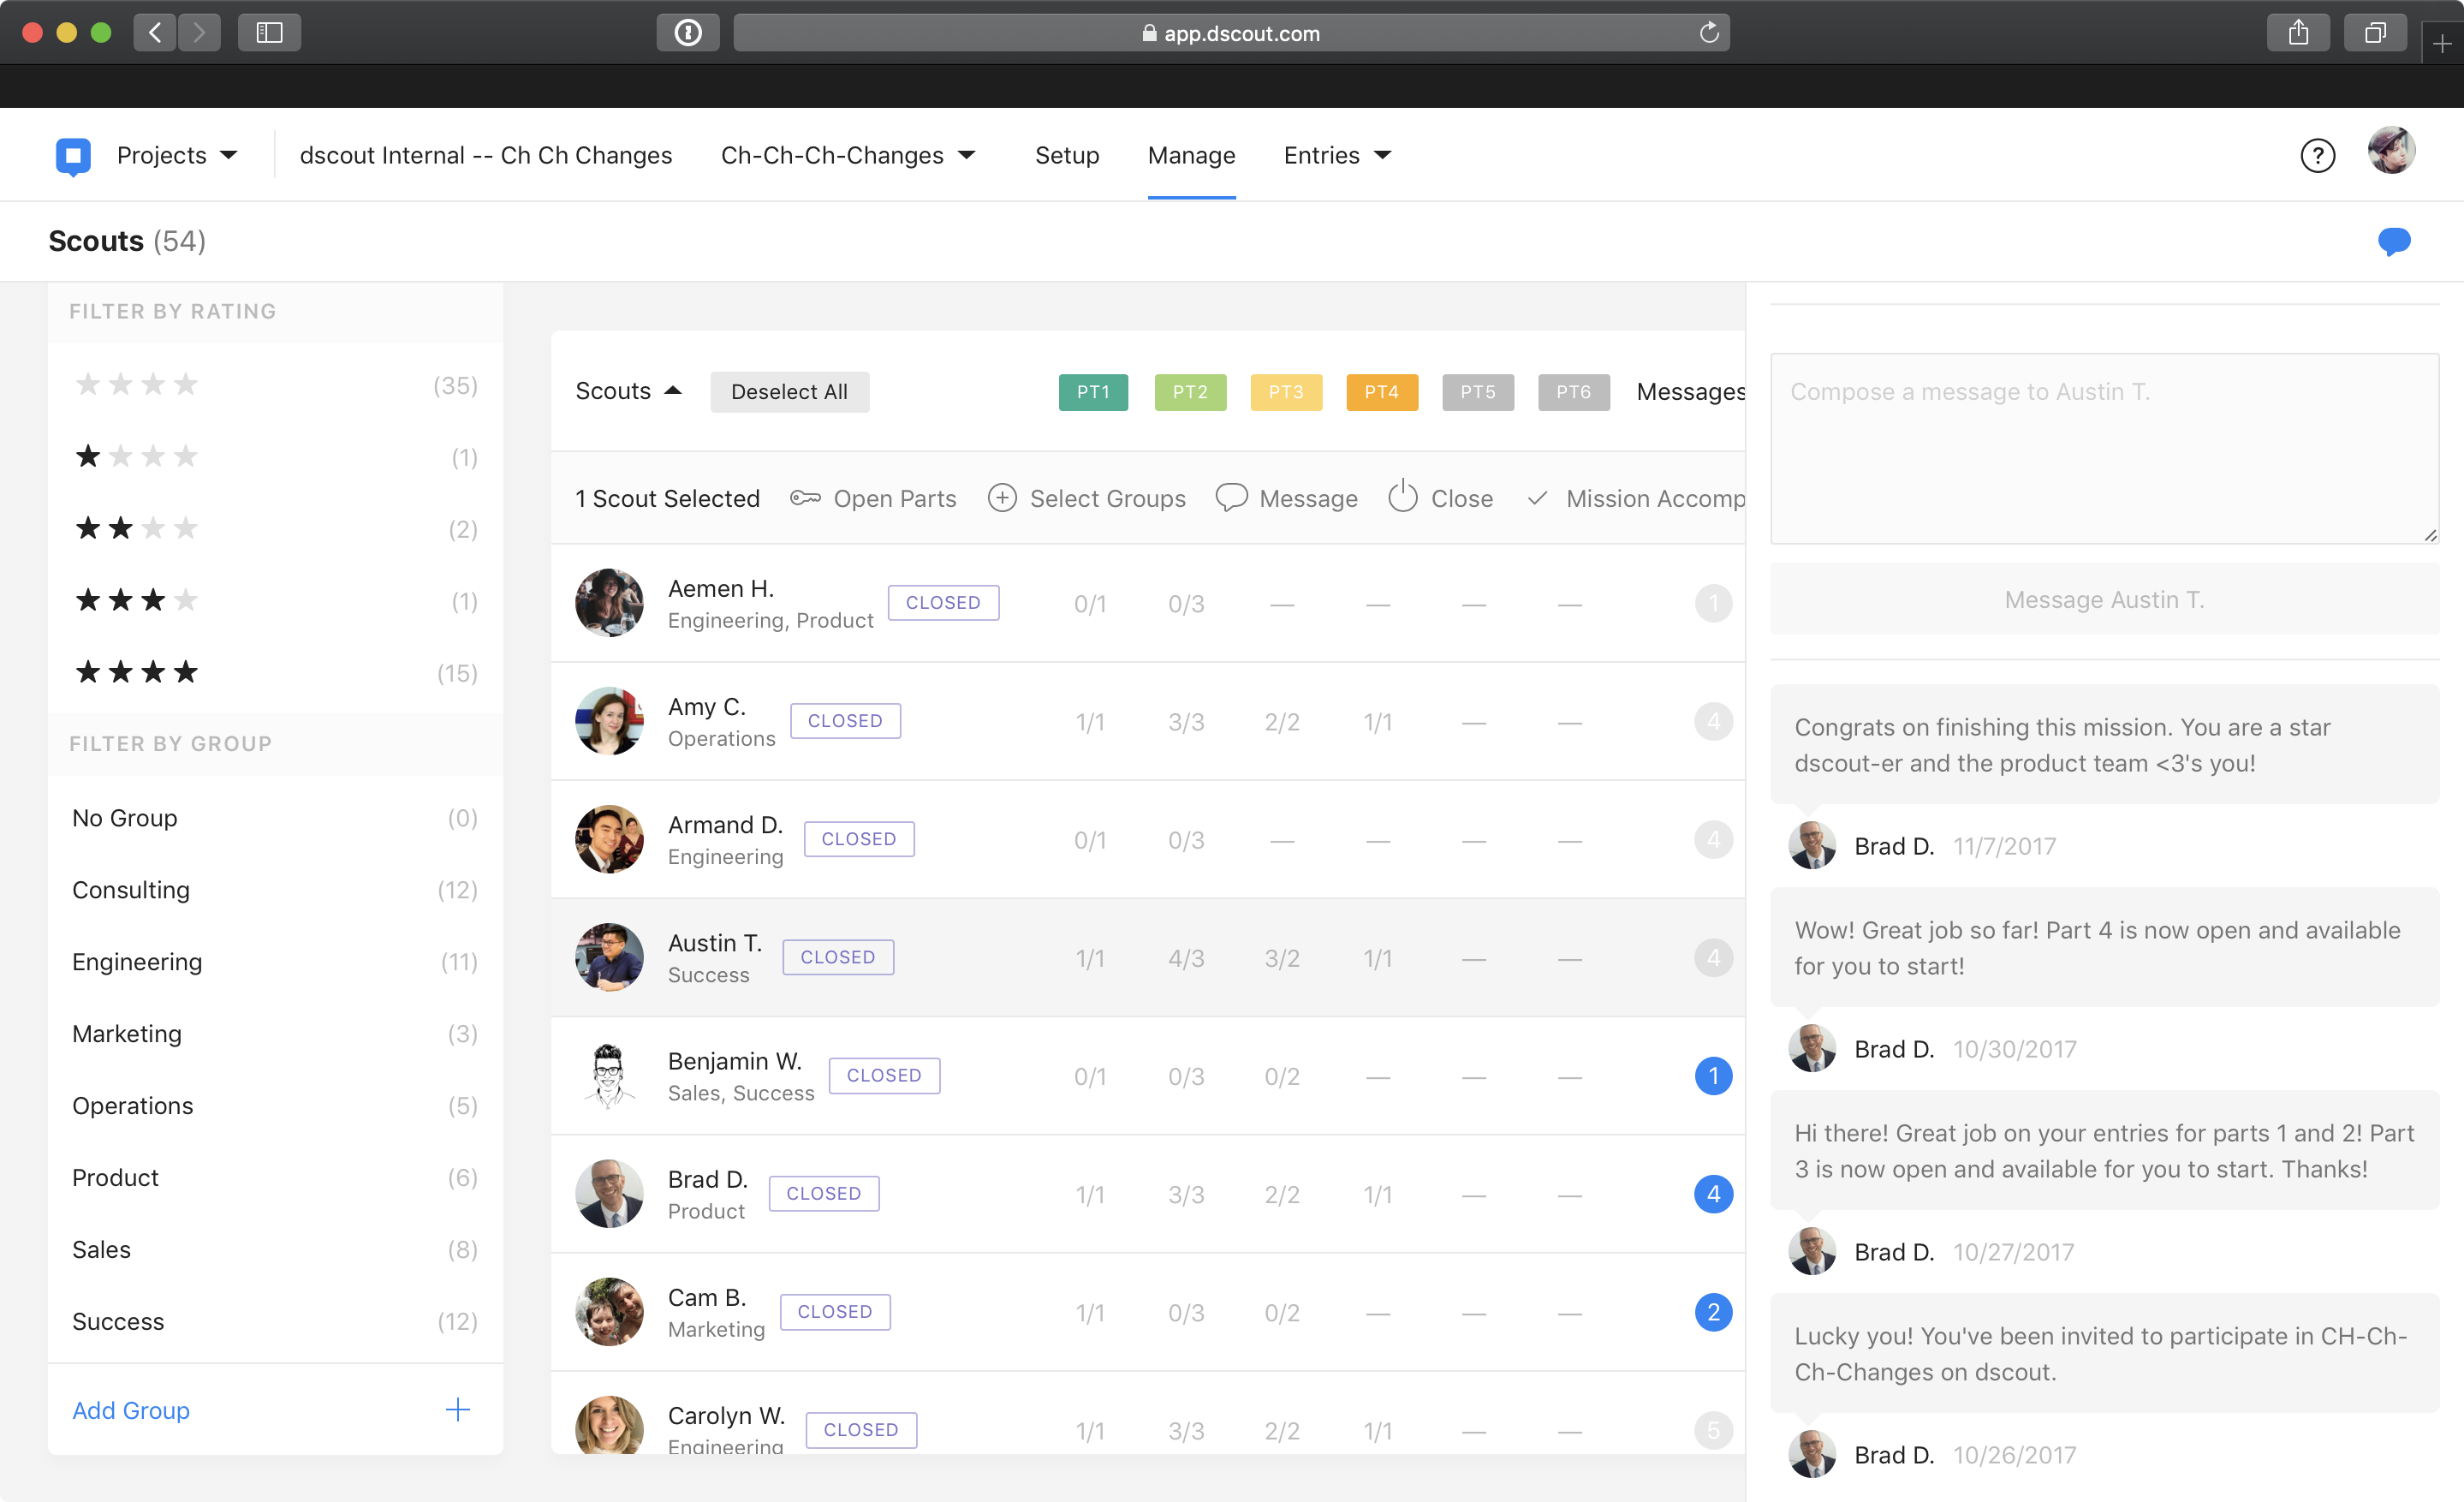 app.dscout.com
Projects
dscout Internal -- Ch Ch Changes
Ch-Ch-Ch-Changes
Setup
Manage
Entries
?
Scouts (54)
FILTER BY RATING
(35)
(1)
(2)
(1)
(15)
FILTER BY GROUP
No Group (0)
Consulting (12)
Engineering (11)
Marketing (3)
Operations (5)
Product (6)
Sales (8)
Success (12)
Add Group +
Scouts
Deselect All
PT1 PT2 PT3 PT4 PT5 PT6 Messages
1 Scout Selected Open Parts Select Groups Message Close Mission Accomp
Aemen H. CLOSED 0/1 0/3 — — — — 1
Engineering, Product
Amy C. CLOSED 1/1 3/3 2/2 1/1 — — 4
Operations
Armand D. CLOSED 0/1 0/3 — — — — 4
Engineering
Austin T. CLOSED 1/1 4/3 3/2 1/1 — — 4
Success
Benjamin W. CLOSED 0/1 0/3 0/2 — — — 1
Sales, Success
Brad D. CLOSED 1/1 3/3 2/2 1/1 — — 4
Product
Cam B. CLOSED 1/1 0/3 0/2 — — — 2
Marketing
Carolyn W. CLOSED 1/1 3/3 2/2 1/1 — — 5
Engineering
Compose a message to Austin T.
Message Austin T.
Congrats on finishing this mission. You are a star
dscout-er and the product team <3's you!
Brad D. 11/7/2017
Wow! Great job so far! Part 4 is now open and available
for you to start!
Brad D. 10/30/2017
Hi there! Great job on your entries for parts 1 and 2! Part
3 is now open and available for you to start. Thanks!
Brad D. 10/27/2017
Lucky you! You've been invited to participate in CH-Ch-
Ch-Changes on dscout.
Brad D. 10/26/2017